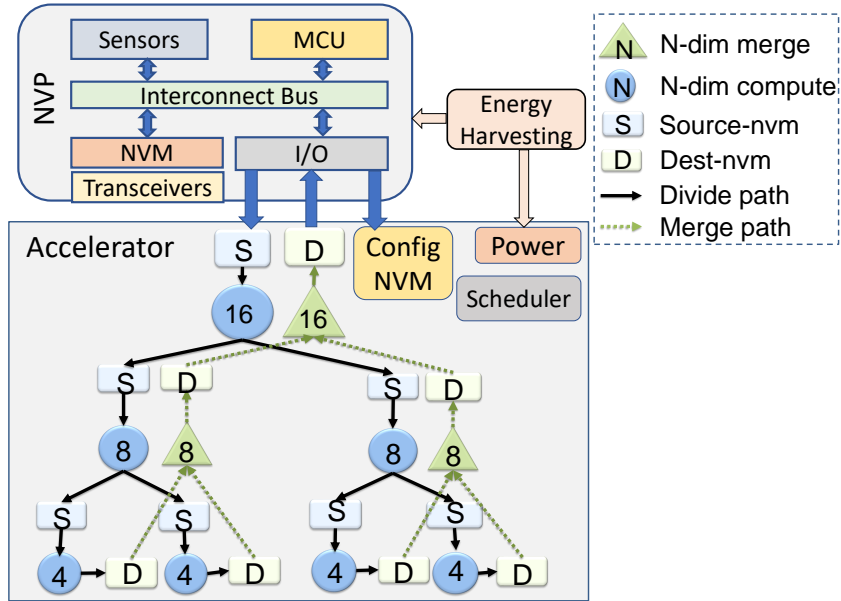 Sensors
MCU
Interconnect Bus
NVP
NVM
I/O
Transceivers
Energy
Harvesting
N N-dim merge
N N-dim compute
S Source-nvm
D Dest-nvm
Divide path
Merge path
Accelerator
S
D
Config
NVM
Power
Scheduler
16
16
S
D
S
D
8
8
8
8
S
S
S
S
4
D
4
D
4
D
4
D